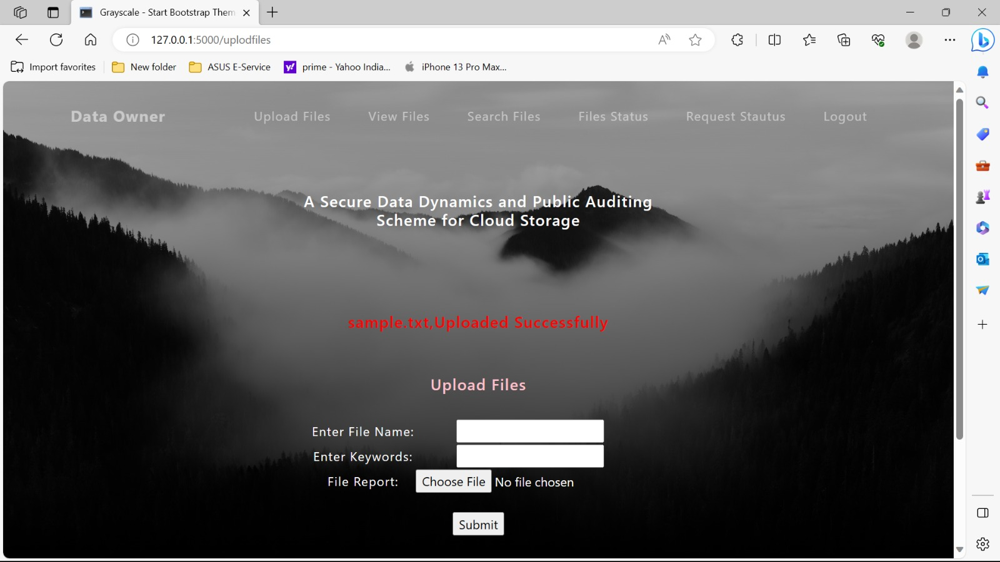 Grayscale - Start Bootstrap Them
127.0.0.1:5000/uplodfiles
Import favorites
New folder
ASUS E-Service
prime - Yahoo India...
iPhone 13 Pro Max...
Data Owner
Upload Files
View Files
Search Files
Files Status
Request Stautus
Logout
A Secure Data Dynamics and Public Auditing
Scheme for Cloud Storage
sample.txt,Uploaded Successfully
Upload Files
Enter File Name:
Enter Keywords:
File Report: Choose File No file chosen
Submit